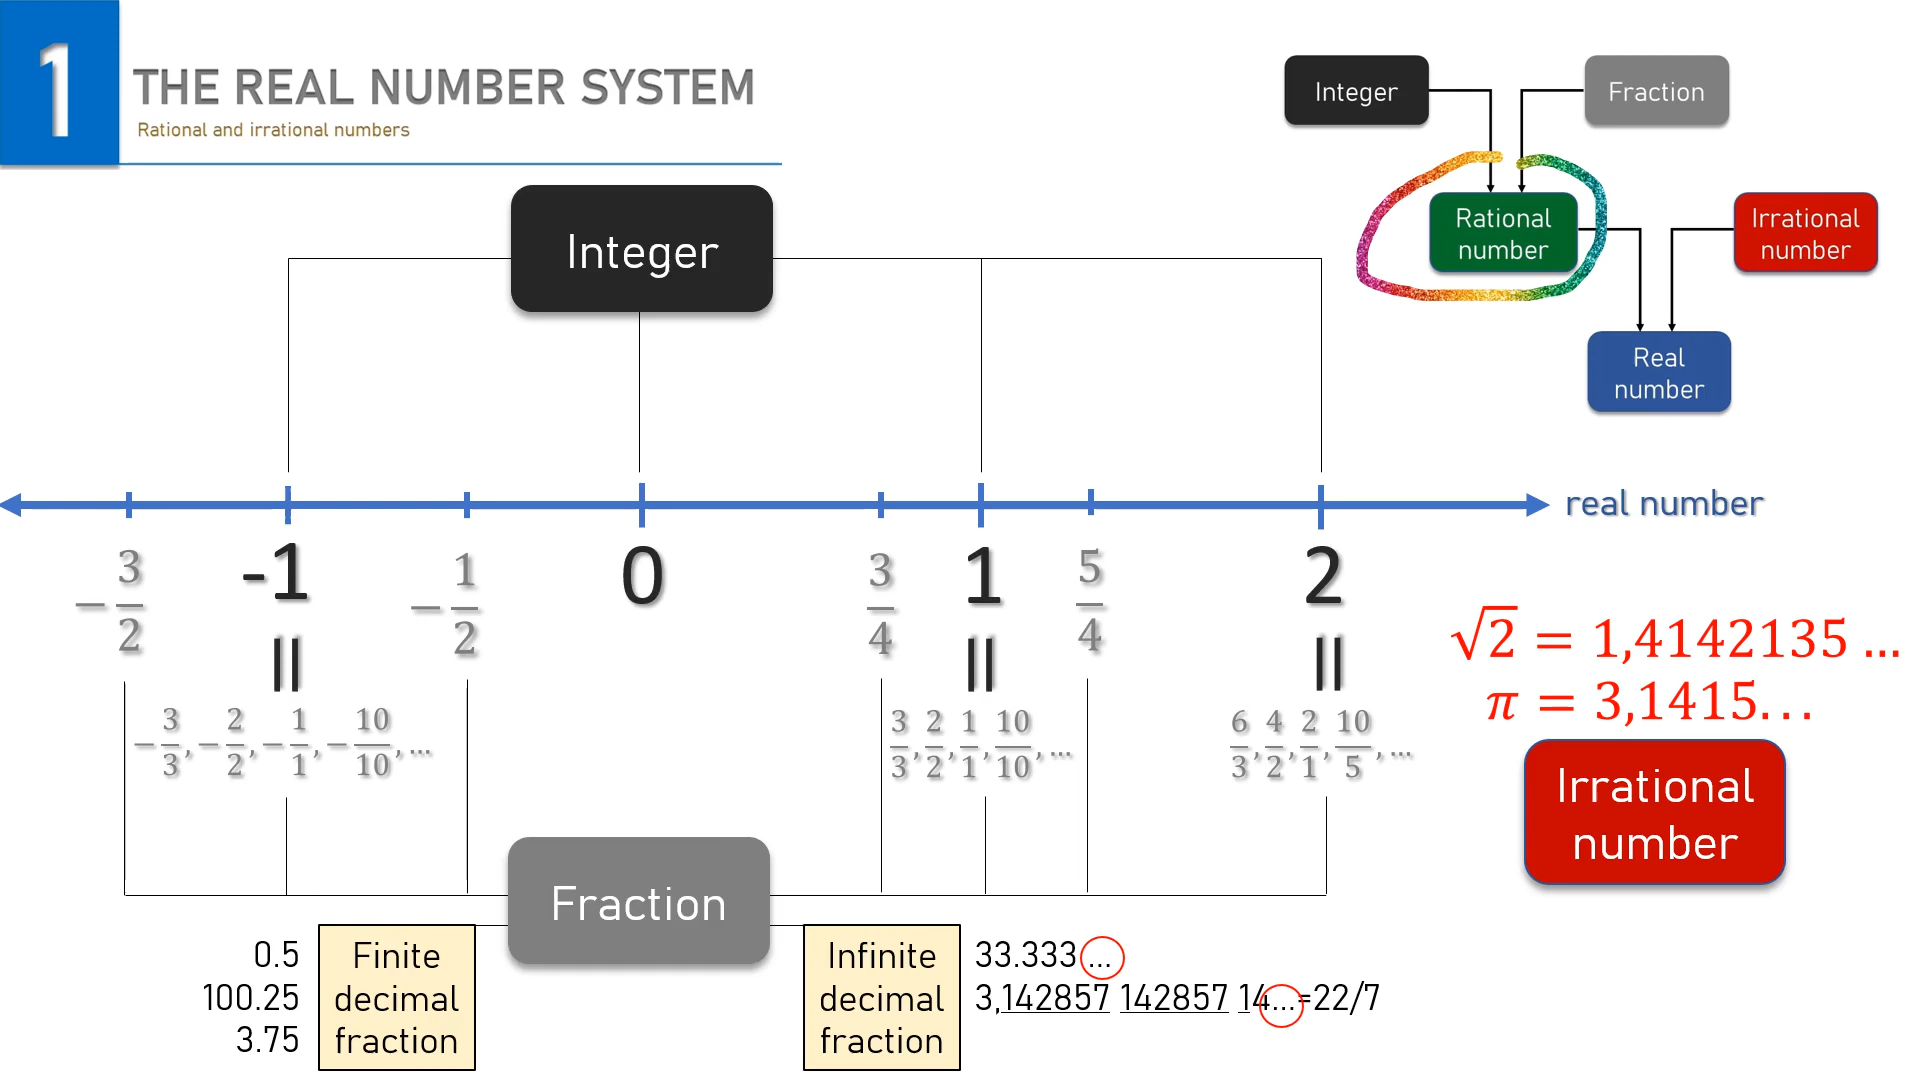 1
THE REAL NUMBER SYSTEM
Rational and irrational numbers
Integer
Fraction
Rational
number
Irrational
number
Real
number
Integer
real number
-3/2
-1
-1/2
0
3/4
1
5/4
2
=
=
=
-3/3, -2/2, -1/1, -10/10, ...
3/3, 2/2, 1/1, 10/10, ...
6/3, 4/2, 2/1, 10/5, ...
√2 = 1,4142135 ...
π = 3,1415...
Irrational
number
Fraction
0.5
100.25
3.75
Finite
decimal
fraction
Infinite
decimal
fraction
33.333 ...
3,142857 142857 14...=22/7